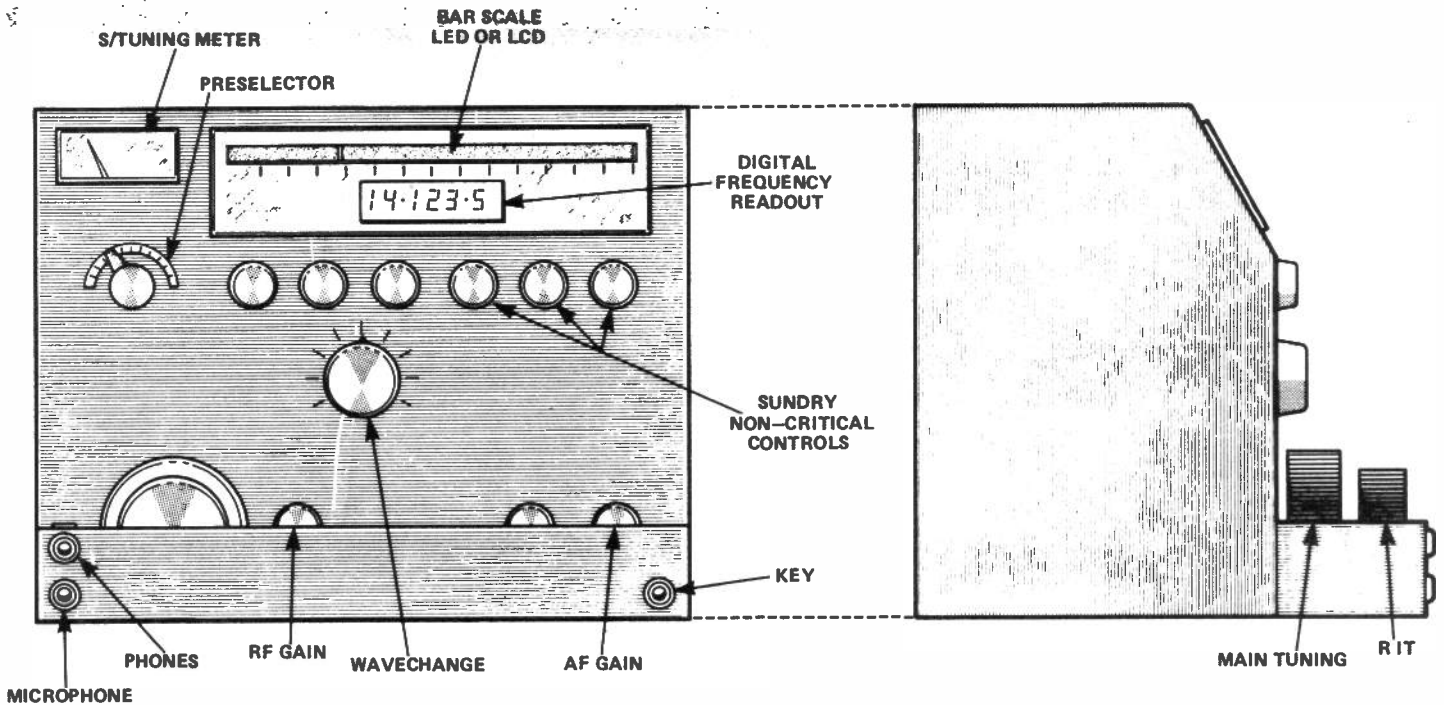 BAR SCALE
LED OR LCD
S/TUNING METER
PRESELECTOR
DIGITAL
FREQUENCY
READOUT
14·123·5
SUNDRY
NON-CRITICAL
CONTROLS
KEY
PHONES
RF GAIN
WAVECHANGE
AF GAIN
MAIN TUNING
RIT
MICROPHONE